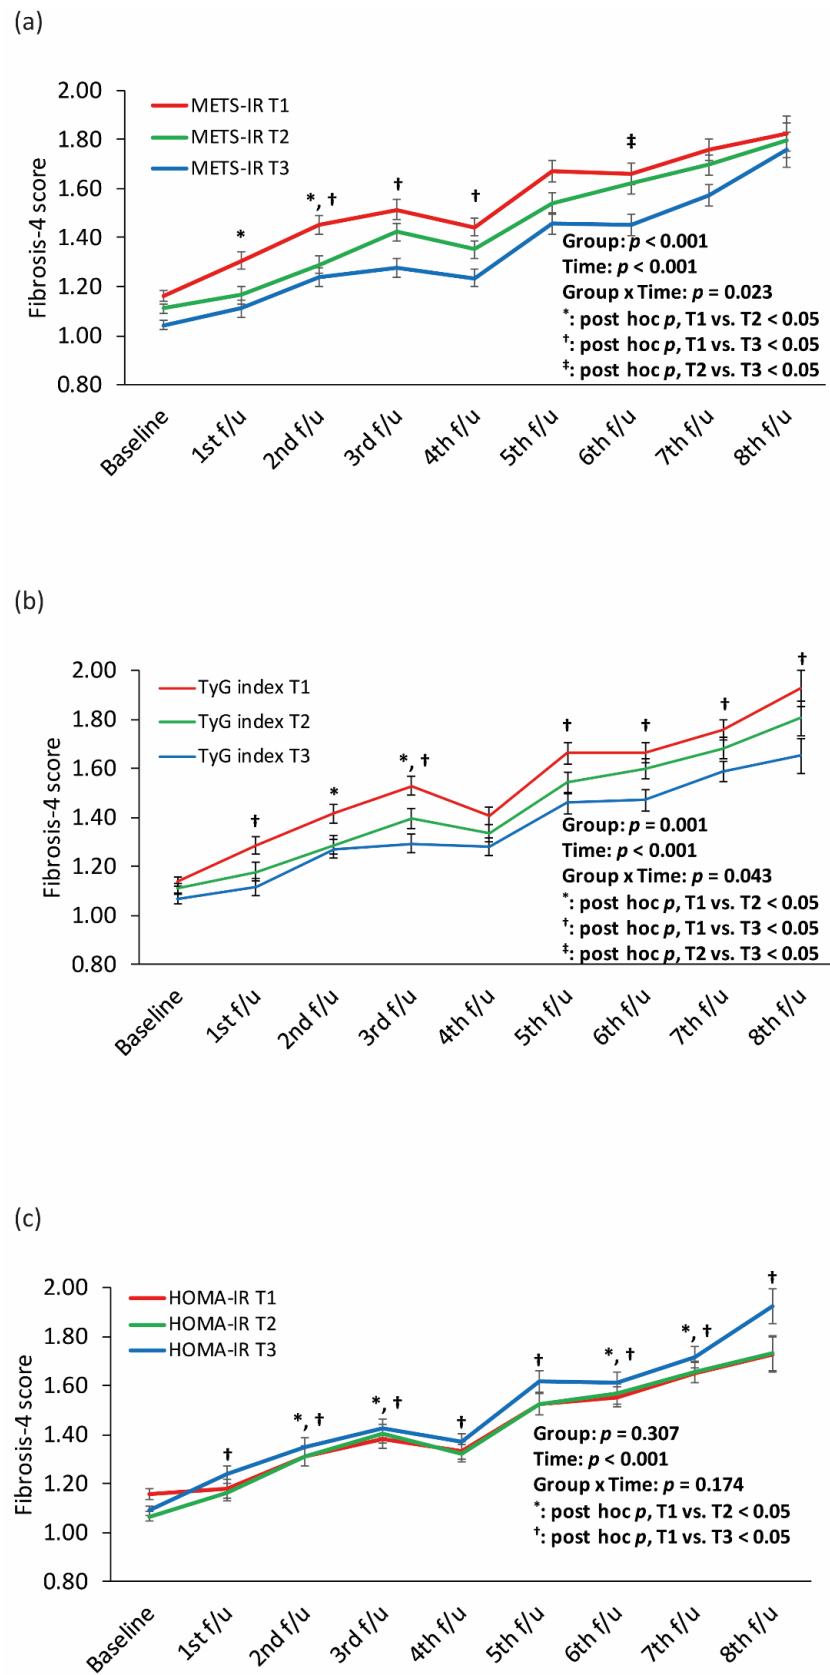 (a)
2.00
1.80
1.60
1.40
1.20
1.00
0.80
Fibrosis-4 score
METS-IR T1
METS-IR T2
METS-IR T3
*
*, †
†
†
‡
Group: p < 0.001
Time: p < 0.001
Group x Time: p = 0.023
*: post hoc p, T1 vs. T2 < 0.05
†: post hoc p, T1 vs. T3 < 0.05
‡: post hoc p, T2 vs. T3 < 0.05
Baseline
1st f/u
2nd f/u
3rd f/u
4th f/u
5th f/u
6th f/u
7th f/u
8th f/u
(b)
2.00
1.80
1.60
1.40
1.20
1.00
0.80
Fibrosis-4 score
TyG index T1
TyG index T2
TyG index T3
†
*
*, †
†
†
†
†
Group: p = 0.001
Time: p < 0.001
Group x Time: p = 0.043
*: post hoc p, T1 vs. T2 < 0.05
†: post hoc p, T1 vs. T3 < 0.05
‡: post hoc p, T2 vs. T3 < 0.05
Baseline
1st f/u
2nd f/u
3rd f/u
4th f/u
5th f/u
6th f/u
7th f/u
8th f/u
(c)
2.00
1.80
1.60
1.40
1.20
1.00
0.80
Fibrosis-4 score
HOMA-IR T1
HOMA-IR T2
HOMA-IR T3
†
*, †
*, †
†
†
*, †
*, †
†
Group: p = 0.307
Time: p < 0.001
Group x Time: p = 0.174
*: post hoc p, T1 vs. T2 < 0.05
†: post hoc p, T1 vs. T3 < 0.05
Baseline
1st f/u
2nd f/u
3rd f/u
4th f/u
5th f/u
6th f/u
7th f/u
8th f/u